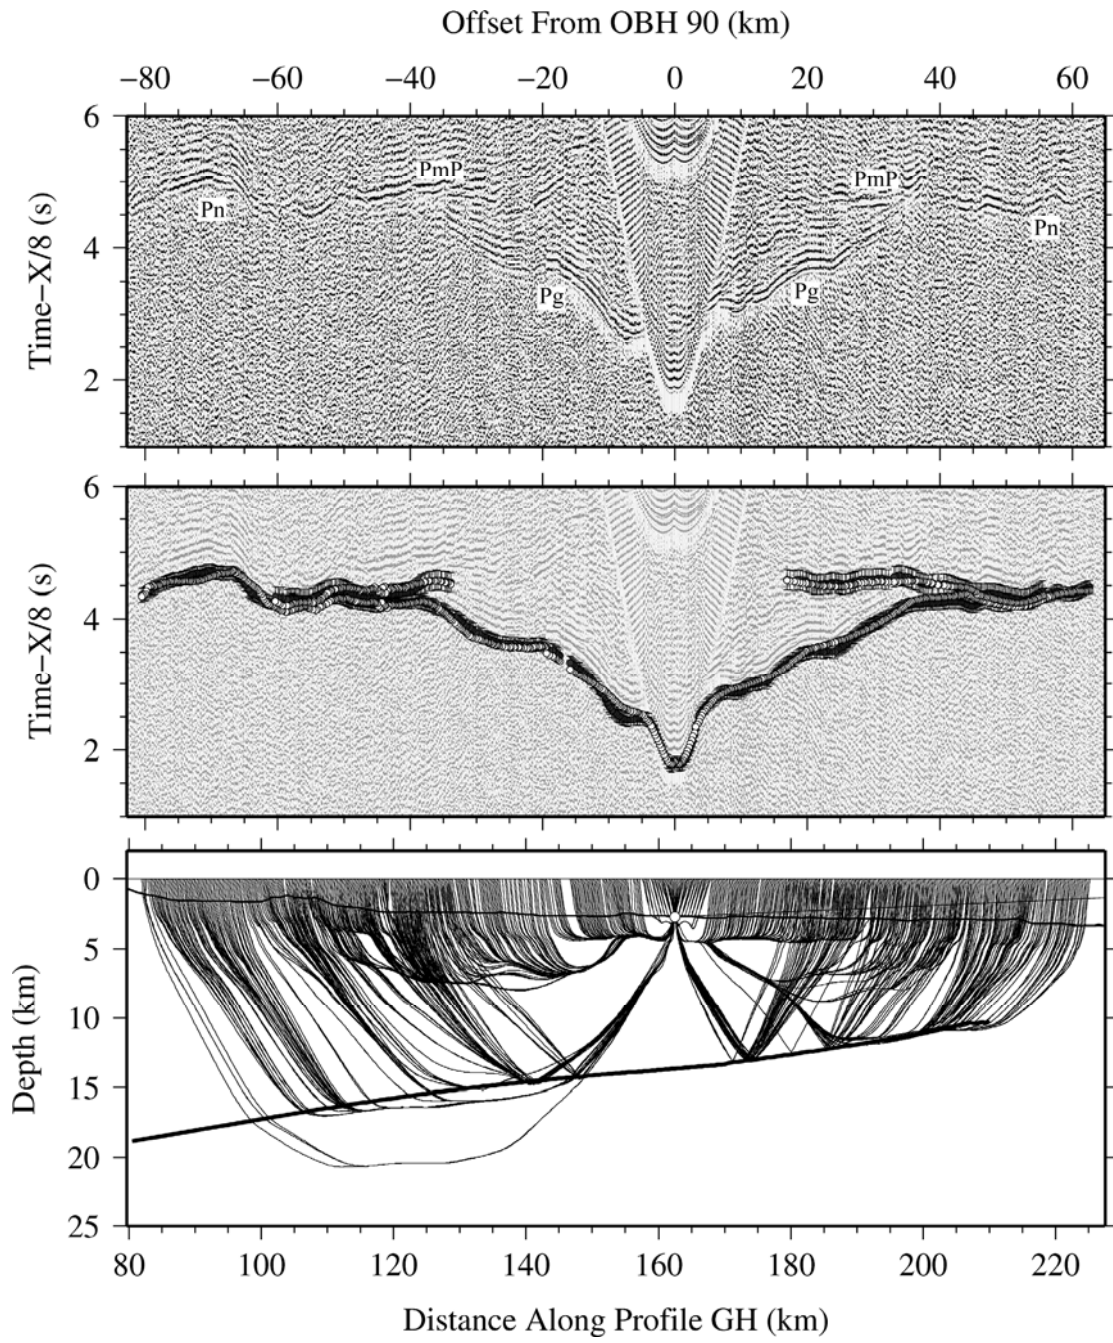 Offset From OBH 90 (km)
−80 −60 −40 −20 0 20 40 60
6
4
2
Time−X/8 (s)
Pn
PmP
Pg
Pg
PmP
Pn
6
4
2
Time−X/8 (s)
0
5
10
15
20
25
Depth (km)
80 100 120 140 160 180 200 220
Distance Along Profile GH (km)